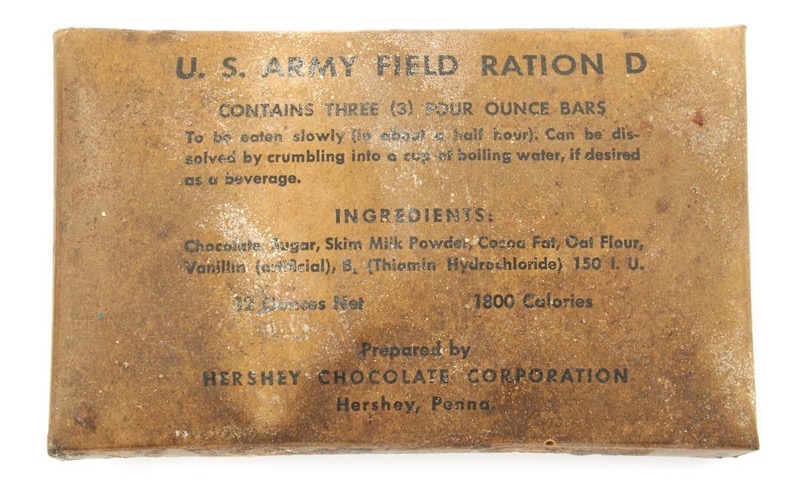 U. S. ARMY FIELD RATION D
CONTAINS THREE (3) FOUR OUNCE BARS
To be eaten slowly (in about a half hour). Can be dis-
solved by crumbling into a cup of boiling water, if desired
as a beverage.
INGREDIENTS:
Chocolate, Sugar, Skim Milk Powder, Cocoa Fat, Oat Flour,
Vanillin (artificial), B₁ (Thiamin Hydrochloride) 150 I. U.
12 Ounces Net 1800 Calories
Prepared by
HERSHEY CHOCOLATE CORPORATION
Hershey, Penna.